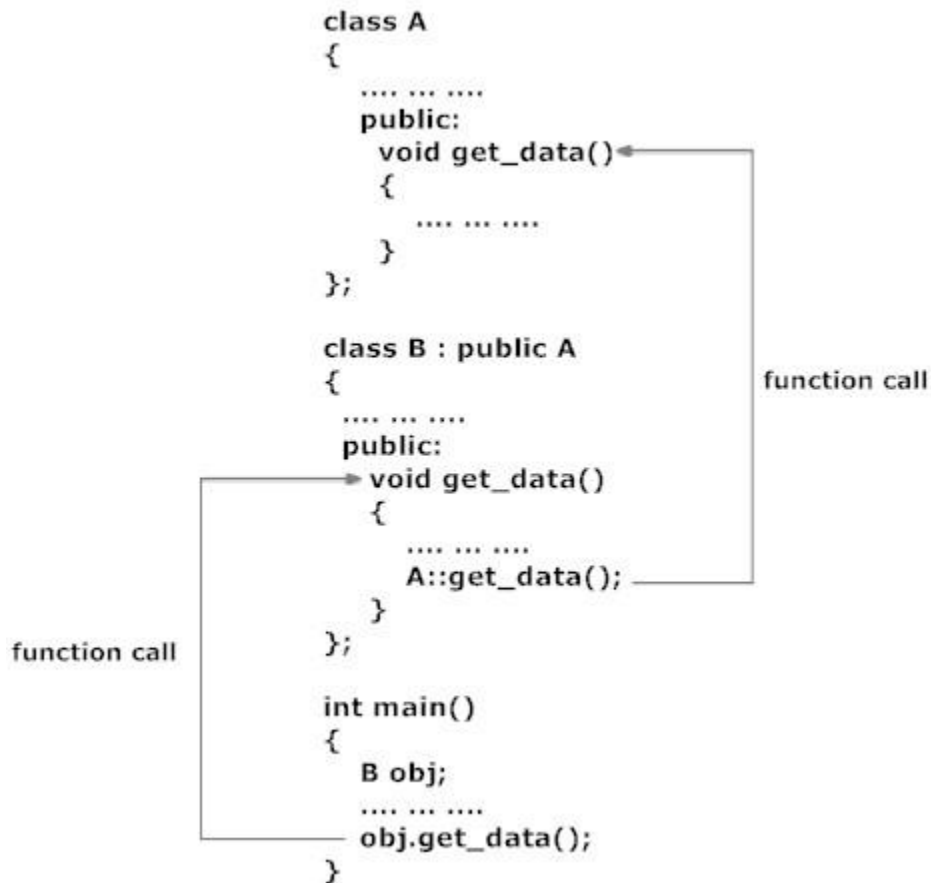 class A
{
.... ... ....
public:
void get_data()
{
.... ... ....
}
};
class B : public A
{
.... ... ....
public:
void get_data()
{
.... ... ....
A::get_data();
}
};
int main()
{
B obj;
.... ... ....
obj.get_data();
}
function call
function call